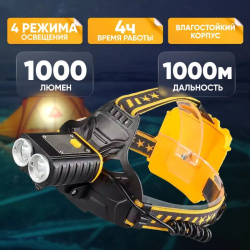 4 РЕЖИМА
ОСВЕЩЕНИЯ
4Ч
ВРЕМЯ РАБОТЫ
ВЛАГОСТОЙКИЙ
КОРПУС
1000
ЛЮМЕН
1000м
ДАЛЬНОСТЬ